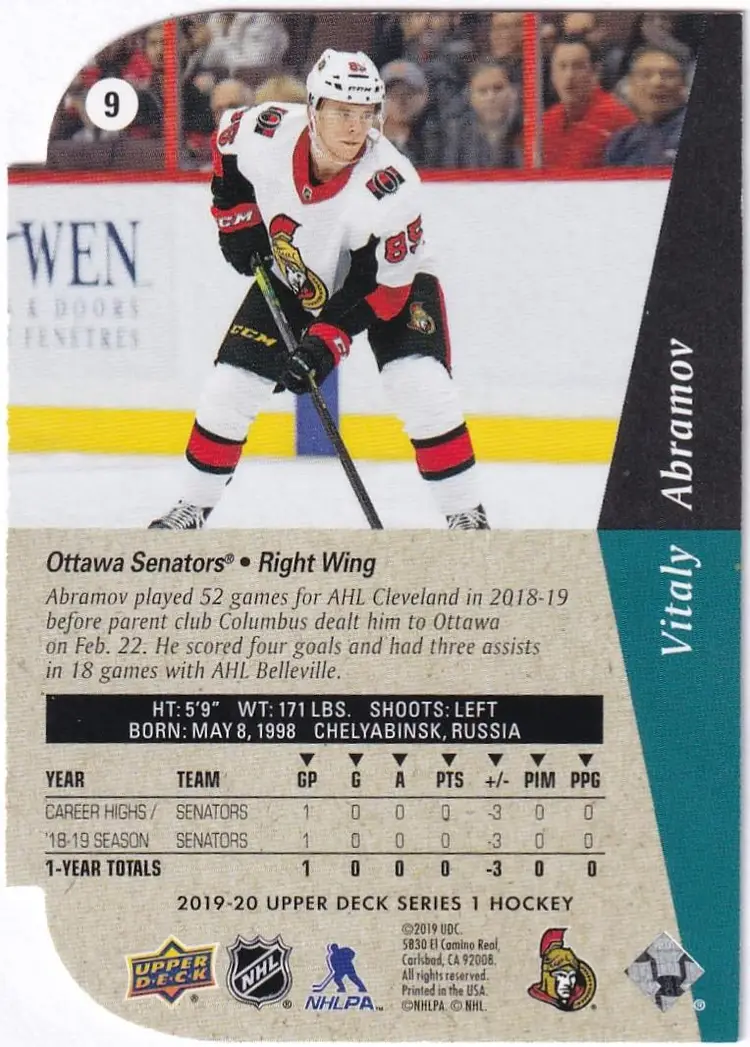 9
85
CCM
85
CCM
CCM
WEN
& DOORS
FENETRES
Vitaly Abramov
Ottawa Senators® • Right Wing
Abramov played 52 games for AHL Cleveland in 2018-19
before parent club Columbus dealt him to Ottawa
on Feb. 22. He scored four goals and had three assists
in 18 games with AHL Belleville.
HT: 5'9" WT: 171 LBS. SHOOTS: LEFT
BORN: MAY 8, 1998 CHELYABINSK, RUSSIA
YEAR TEAM GP G A PTS +/- PIM PPG
CAREER HIGHS / SENATORS 1 0 0 0 -3 0 0
'18-19 SEASON SENATORS 1 0 0 0 -3 0 0
1-YEAR TOTALS 1 0 0 0 -3 0 0
2019-20 UPPER DECK SERIES 1 HOCKEY
©2019 UDC.
5830 El Camino Real,
Carlsbad, CA 92008.
All rights reserved.
Printed in the USA.
©NHLPA. © NHL.
UPPER
DECK
®
NHL
®
NHLPA
®
®